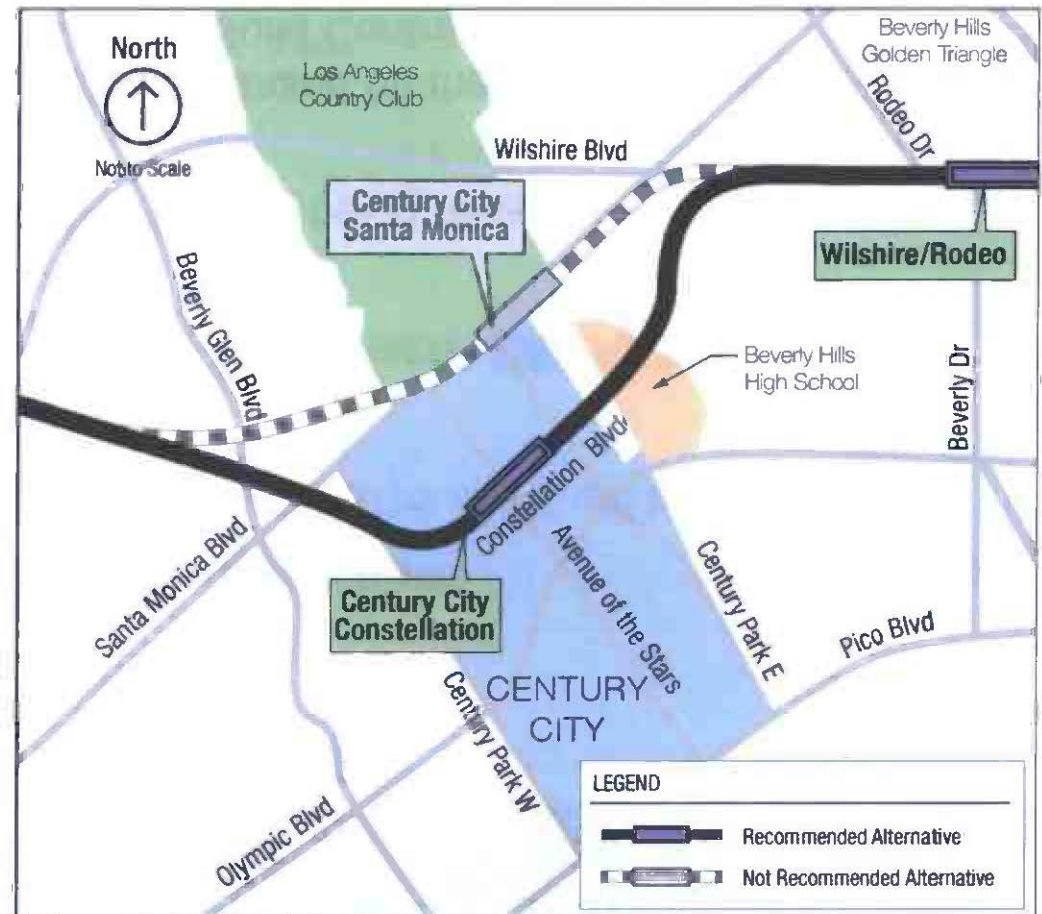 North
Not to Scale
Los Angeles
Country Club
Beverly Hills
Golden Triangle
Rodeo Dr
Wilshire Blvd
Century City
Santa Monica
Wilshire/Rodeo
Beverly Glen Blvd
Beverly Hills
High School
Beverly Dr
Constellation Blvd
Santa Monica Blvd
Avenue of the Stars
Century Park E
Century City
Constellation
Pico Blvd
CENTURY
CITY
Century Park W
Olympic Blvd
LEGEND
Recommended Alternative
Not Recommended Alternative